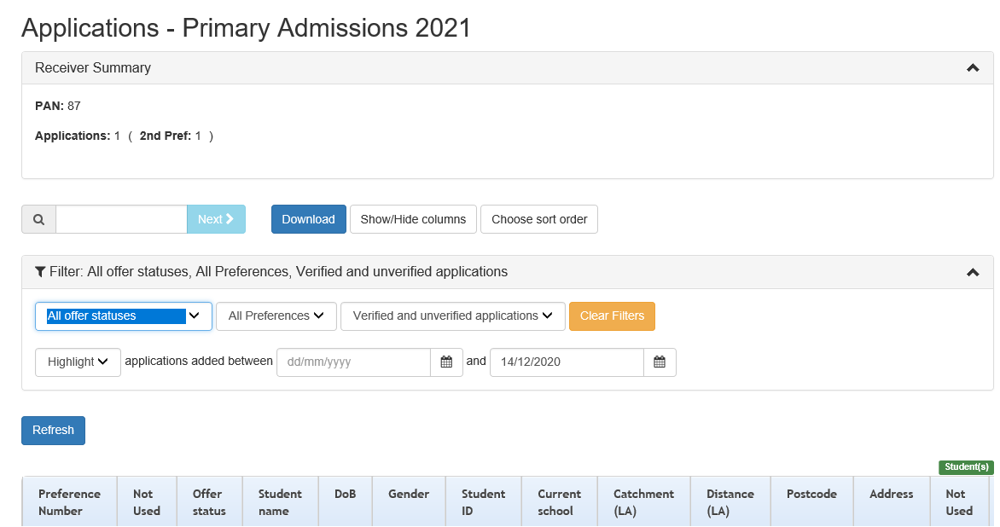 Applications - Primary Admissions 2021
Receiver Summary
PAN: 87
Applications: 1 ( 2nd Pref: 1 )
Next Download Show/Hide columns Choose sort order
Filter: All offer statuses, All Preferences, Verified and unverified applications
All offer statuses All Preferences Verified and unverified applications Clear Filters
Highlight applications added between dd/mm/yyyy and 14/12/2020
Refresh
Student(s)
Preference Not Offer Student DoB Gender Student Current Catchment Distance Postcode Address Not
Number Used status name ID school (LA) (LA) Used